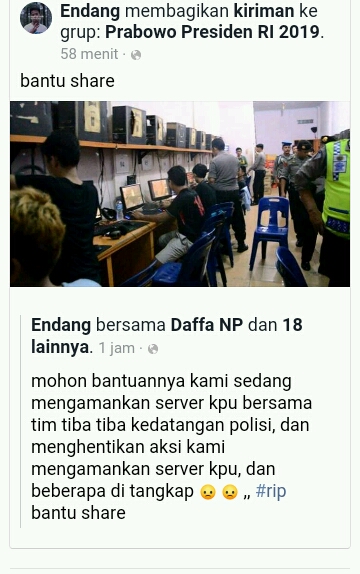 Endang membagikan kiriman ke
grup: Prabowo Presiden RI 2019.
58 menit ·
bantu share
Endang bersama Daffa NP dan 18
lainnya. 1 jam ·
mohon bantuannya kami sedang
mengamankan server kpu bersama
tim tiba tiba kedatangan polisi, dan
menghentikan aksi kami
mengamankan server kpu, dan
beberapa di tangkap 😠 😠 ,, #rip
bantu share